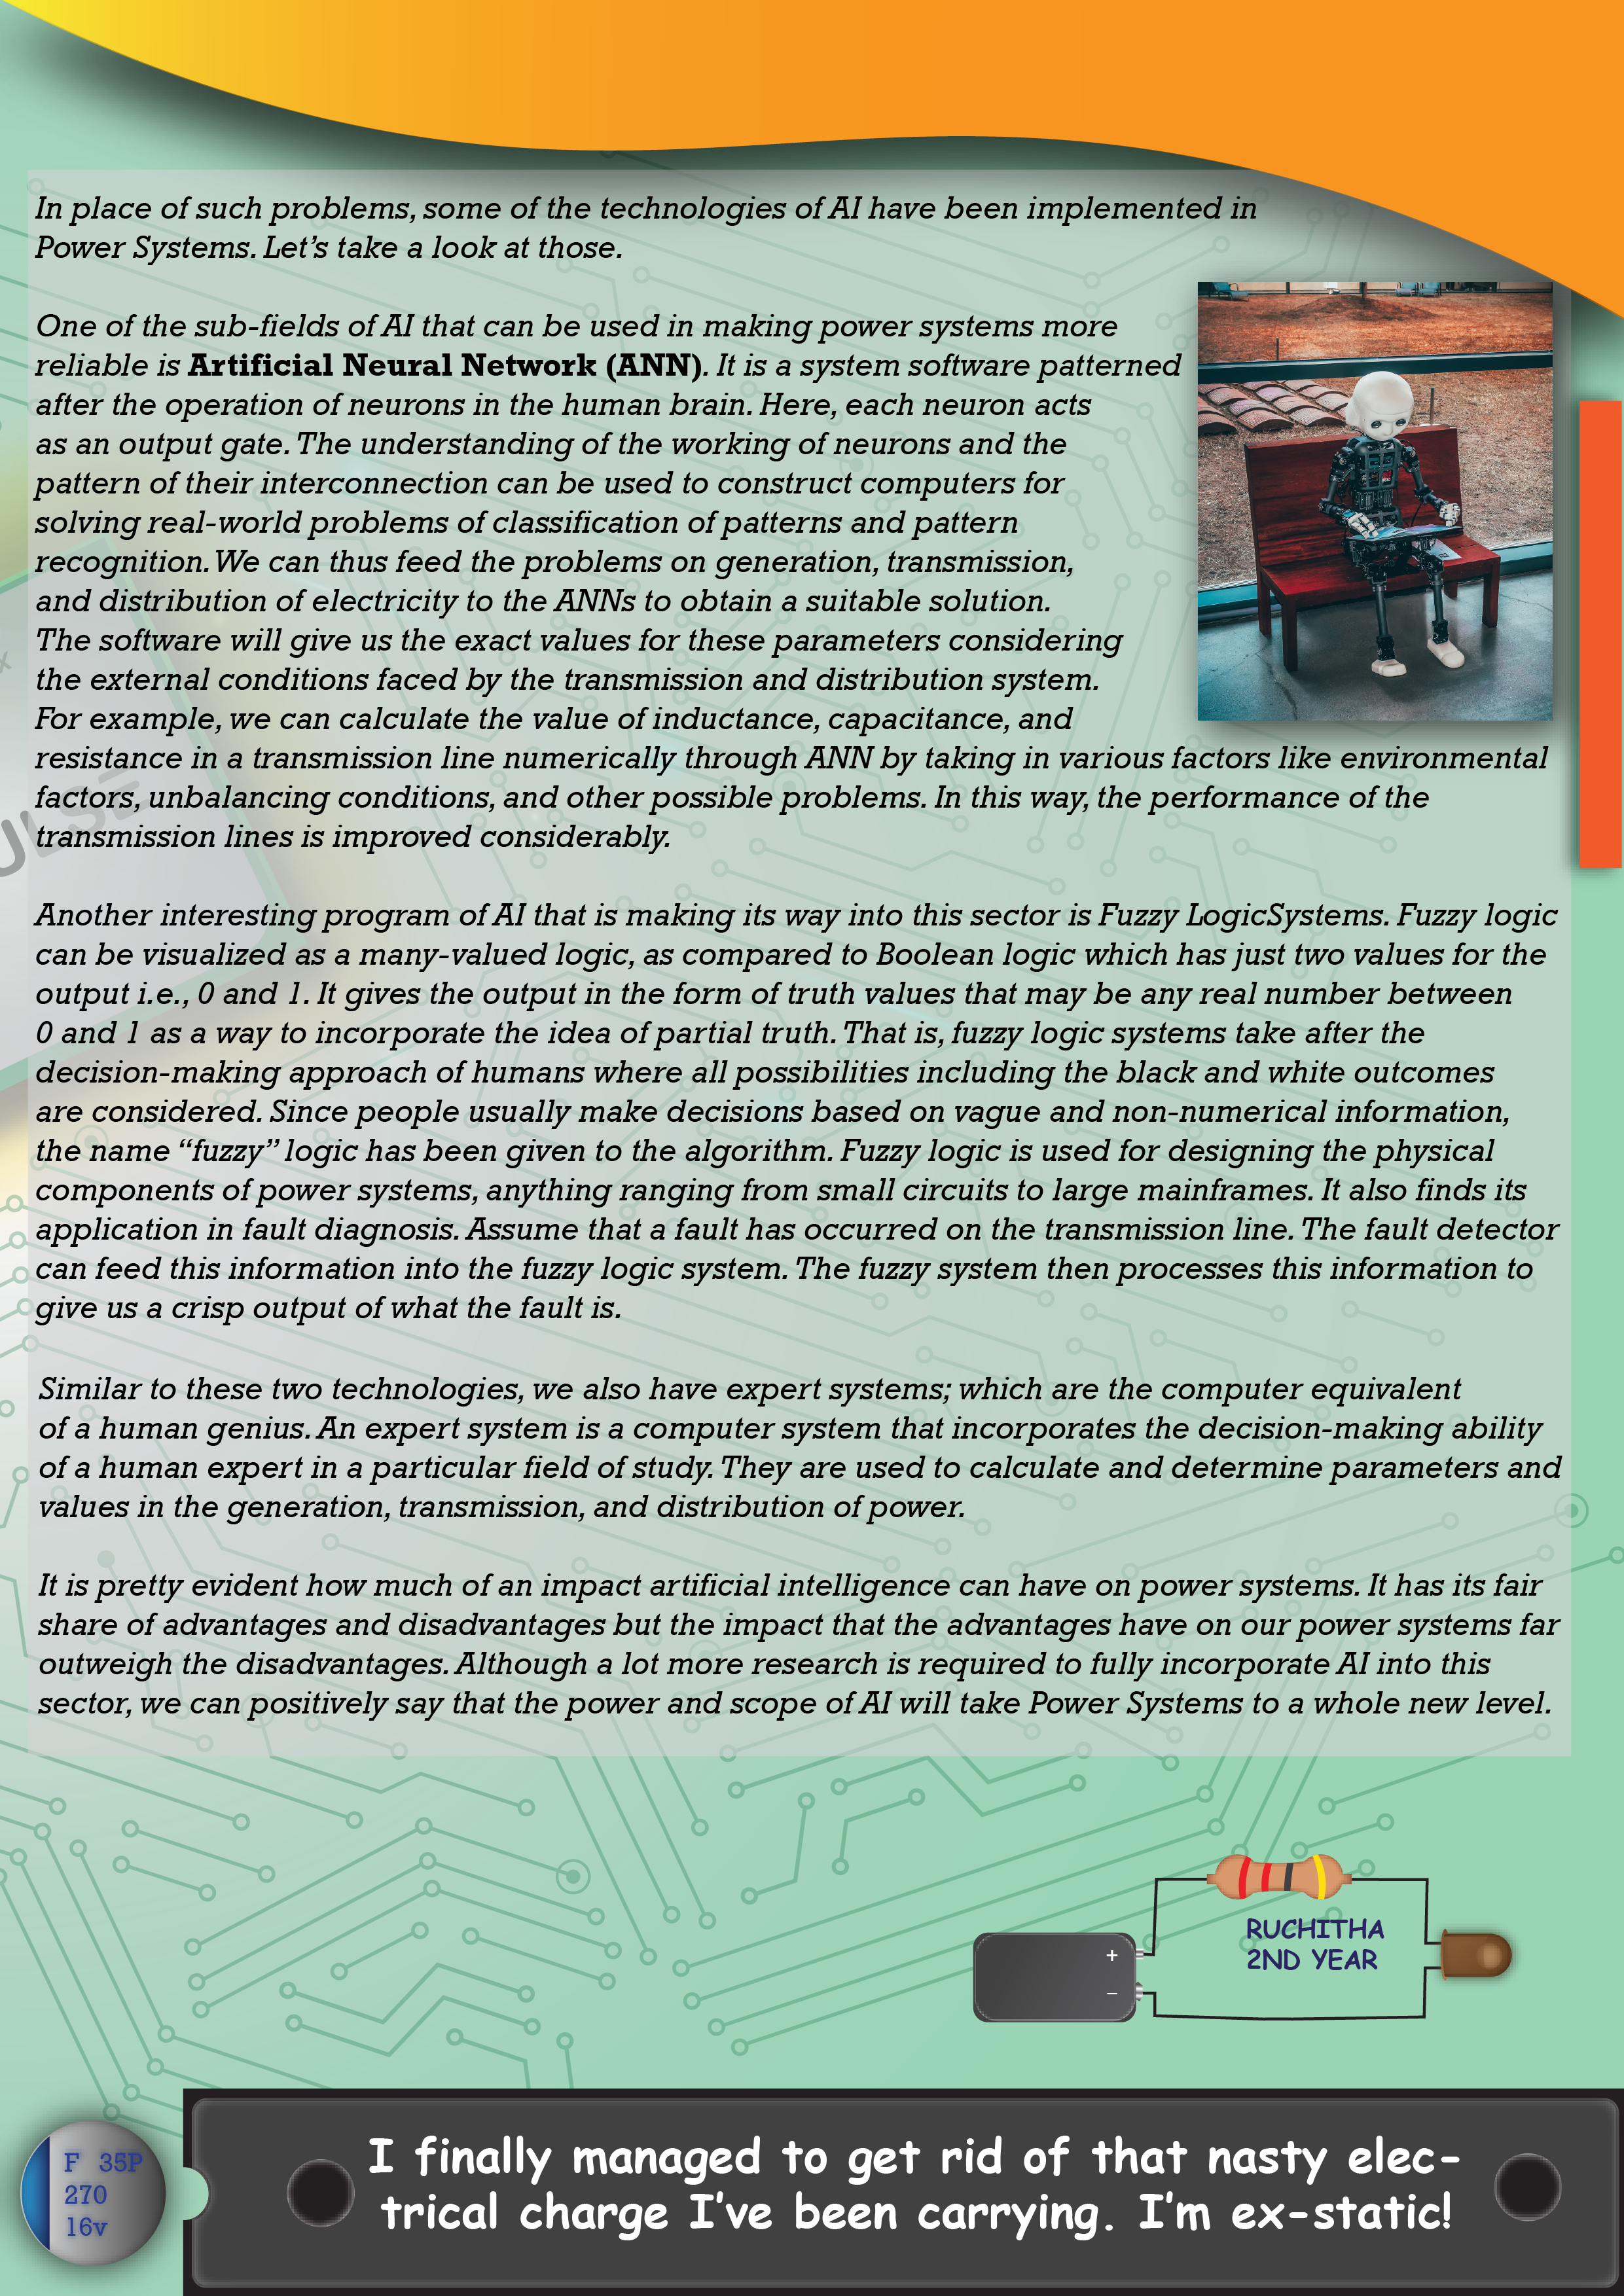 In place of such problems, some of the technologies of AI have been implemented in
Power Systems. Let's take a look at those.
One of the sub-fields of AI that can be used in making power systems more
reliable is Artificial Neural Network (ANN). It is a system software patterned
after the operation of neurons in the human brain. Here, each neuron acts
as an output gate. The understanding of the working of neurons and the
pattern of their interconnection can be used to construct computers for
solving real-world problems of classification of patterns and pattern
recognition. We can thus feed the problems on generation, transmission,
and distribution of electricity to the ANNs to obtain a suitable solution.
The software will give us the exact values for these parameters considering
the external conditions faced by the transmission and distribution system.
For example, we can calculate the value of inductance, capacitance, and
resistance in a transmission line numerically through ANN by taking in various factors like environmental
factors, unbalancing conditions, and other possible problems. In this way, the performance of the
transmission lines is improved considerably.
Another interesting program of AI that is making its way into this sector is Fuzzy LogicSystems. Fuzzy logic
can be visualized as a many-valued logic, as compared to Boolean logic which has just two values for the
output i.e., 0 and 1. It gives the output in the form of truth values that may be any real number between
0 and 1 as a way to incorporate the idea of partial truth. That is, fuzzy logic systems take after the
decision-making approach of humans where all possibilities including the black and white outcomes
are considered. Since people usually make decisions based on vague and non-numerical information,
the name “fuzzy” logic has been given to the algorithm. Fuzzy logic is used for designing the physical
components of power systems, anything ranging from small circuits to large mainframes. It also finds its
application in fault diagnosis. Assume that a fault has occurred on the transmission line. The fault detector
can feed this information into the fuzzy logic system. The fuzzy system then processes this information to
give us a crisp output of what the fault is.
Similar to these two technologies, we also have expert systems; which are the computer equivalent
of a human genius. An expert system is a computer system that incorporates the decision-making ability
of a human expert in a particular field of study. They are used to calculate and determine parameters and
values in the generation, transmission, and distribution of power.
It is pretty evident how much of an impact artificial intelligence can have on power systems. It has its fair
share of advantages and disadvantages but the impact that the advantages have on our power systems far
outweigh the disadvantages. Although a lot more research is required to fully incorporate AI into this
sector, we can positively say that the power and scope of AI will take Power Systems to a whole new level.
+
−
RUCHITHA
2ND YEAR
F 35P
270
16v
I finally managed to get rid of that nasty elec-
trical charge I've been carrying. I'm ex-static!